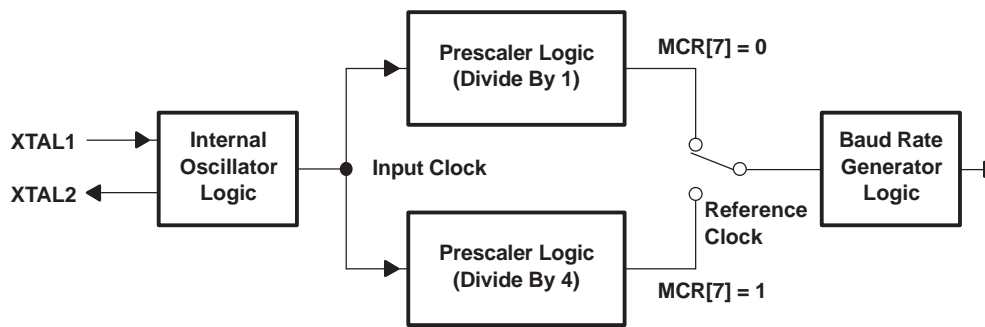 Prescaler Logic
(Divide By 1)
MCR[7] = 0
XTAL1
XTAL2
Internal
Oscillator
Logic
Input Clock
Baud Rate
Generator
Logic
Reference
Clock
Prescaler Logic
(Divide By 4)
MCR[7] = 1